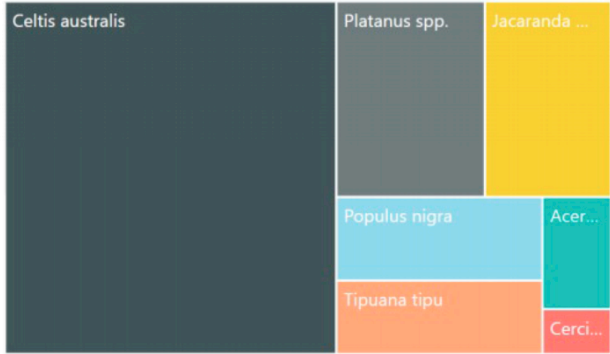 Celtis australis
Platanus spp.
Jacaranda ...
Populus nigra
Acer...
Tipuana tipu
Cerci...